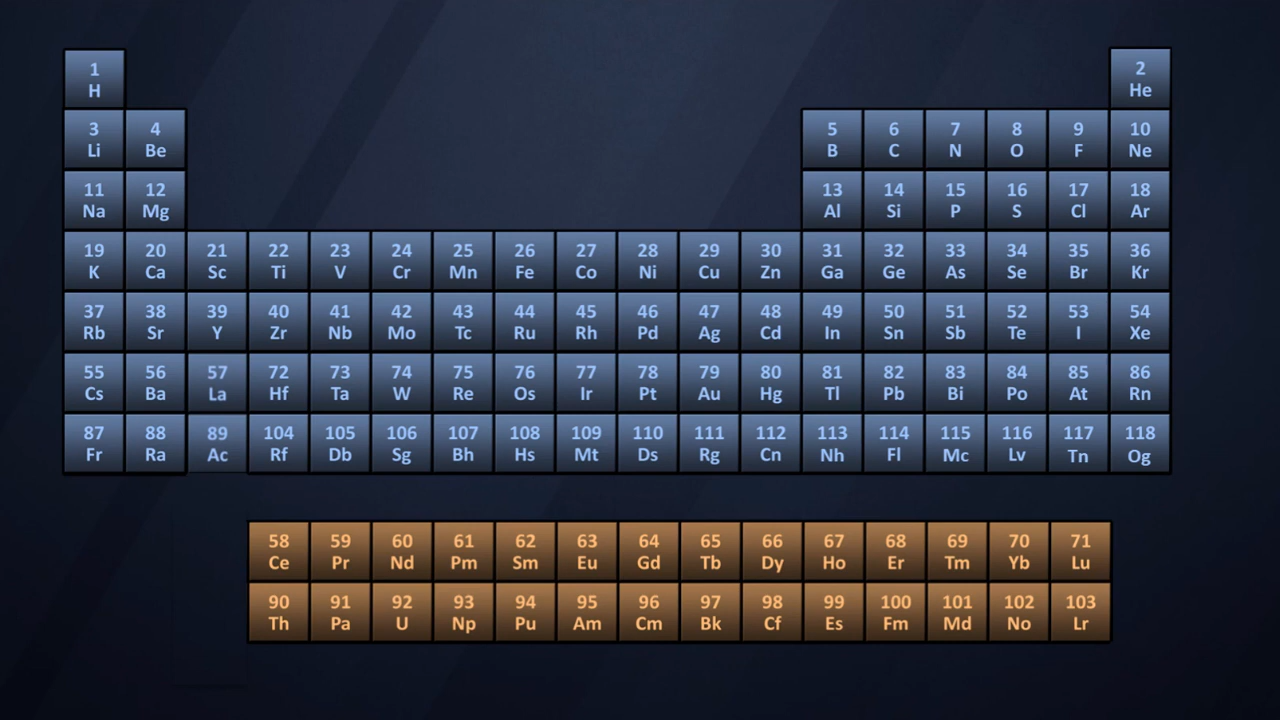 1 2
H He
3 4 5 6 7 8 9 10
Li Be B C N O F Ne
11 12 13 14 15 16 17 18
Na Mg Al Si P S Cl Ar
19 20 21 22 23 24 25 26 27 28 29 30 31 32 33 34 35 36
K Ca Sc Ti V Cr Mn Fe Co Ni Cu Zn Ga Ge As Se Br Kr
37 38 39 40 41 42 43 44 45 46 47 48 49 50 51 52 53 54
Rb Sr Y Zr Nb Mo Tc Ru Rh Pd Ag Cd In Sn Sb Te I Xe
55 56 57 72 73 74 75 76 77 78 79 80 81 82 83 84 85 86
Cs Ba La Hf Ta W Re Os Ir Pt Au Hg Tl Pb Bi Po At Rn
87 88 89 104 105 106 107 108 109 110 111 112 113 114 115 116 117 118
Fr Ra Ac Rf Db Sg Bh Hs Mt Ds Rg Cn Nh Fl Mc Lv Tn Og
58 59 60 61 62 63 64 65 66 67 68 69 70 71
Ce Pr Nd Pm Sm Eu Gd Tb Dy Ho Er Tm Yb Lu
90 91 92 93 94 95 96 97 98 99 100 101 102 103
Th Pa U Np Pu Am Cm Bk Cf Es Fm Md No Lr